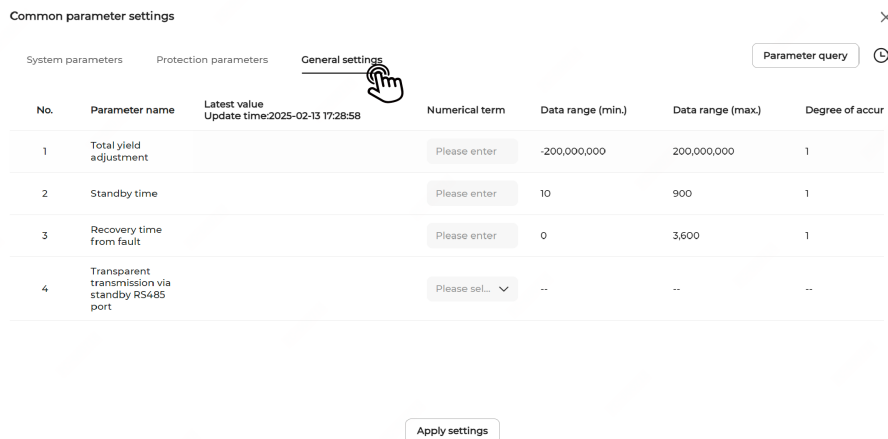 Common parameter settings
System parameters Protection parameters General settings Parameter query
No. Parameter name Latest value Numerical term Data range (min.) Data range (max.) Degree of accur
Update time:2025-02-13 17:28:58
1 Total yield adjustment Please enter -200,000,000 200,000,000 1
2 Standby time Please enter 10 900 1
3 Recovery time from fault Please enter 0 3,600 1
4 Transparent transmission via standby RS485 port Please sel... -- -- --
Apply settings